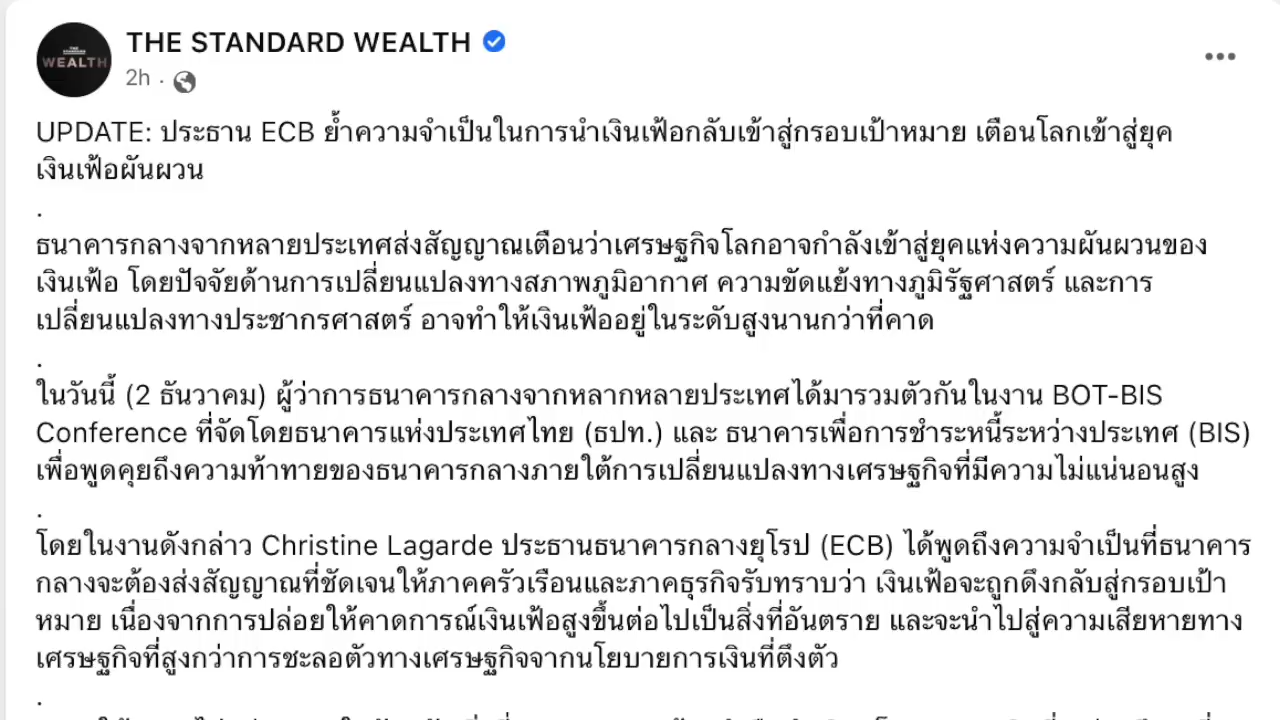 THE STANDARD WEALTH
THE STANDARD
WEALTH
2h ·
UPDATE: ประธาน ECB ย้ำความจำเป็นในการนำเงินเฟ้อกลับเข้าสู่กรอบเป้าหมาย เตือนโลกเข้าสู่ยุค
เงินเฟ้อผันผวน
.
ธนาคารกลางจากหลายประเทศส่งสัญญาณเตือนว่าเศรษฐกิจโลกอาจกำลังเข้าสู่ยุคแห่งความผันผวนของ
เงินเฟ้อ โดยปัจจัยด้านการเปลี่ยนแปลงทางสภาพภูมิอากาศ ความขัดแย้งทางภูมิรัฐศาสตร์ และการ
เปลี่ยนแปลงทางประชากรศาสตร์ อาจทำให้เงินเฟ้ออยู่ในระดับสูงนานกว่าที่คาด
.
ในวันนี้ (2 ธันวาคม) ผู้ว่าการธนาคารกลางจากหลากหลายประเทศได้มารวมตัวกันในงาน BOT-BIS
Conference ที่จัดโดยธนาคารแห่งประเทศไทย (ธปท.) และ ธนาคารเพื่อการชำระหนี้ระหว่างประเทศ (BIS)
เพื่อพูดคุยถึงความท้าทายของธนาคารกลางภายใต้การเปลี่ยนแปลงทางเศรษฐกิจที่มีความไม่แน่นอนสูง
.
โดยในงานดังกล่าว Christine Lagarde ประธานธนาคารกลางยุโรป (ECB) ได้พูดถึงความจำเป็นที่ธนาคาร
กลางจะต้องส่งสัญญาณที่ชัดเจนให้ภาคครัวเรือนและภาคธุรกิจรับทราบว่า เงินเฟ้อจะถูกดึงกลับสู่กรอบเป้า
หมาย เนื่องจากการปล่อยให้คาดการณ์เงินเฟ้อสูงขึ้นต่อไปเป็นสิ่งที่อันตราย และจะนำไปสู่ความเสียหายทาง
เศรษฐกิจที่สูงกว่าการชะลอตัวทางเศรษฐกิจจากนโยบายการเงินที่ตึงตัว
.